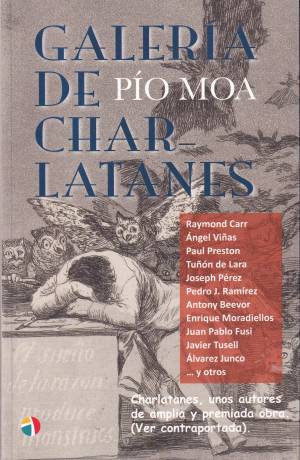 GALERÍA
DE PÍO MOA
CHAR-
LATANES
Raymond Carr
Ángel Viñas
Paul Preston
Tuñón de Lara
Joseph Pérez
Pedro J. Ramírez
Antony Beevor
Enrique Moradiellos
Juan Pablo Fusi
Javier Tusell
Álvarez Junco
... y otros
El sueño
de la razon
produce
monstruos
Charlatanes, unos autores
de amplia y premiada obra.
(Ver contraportada).